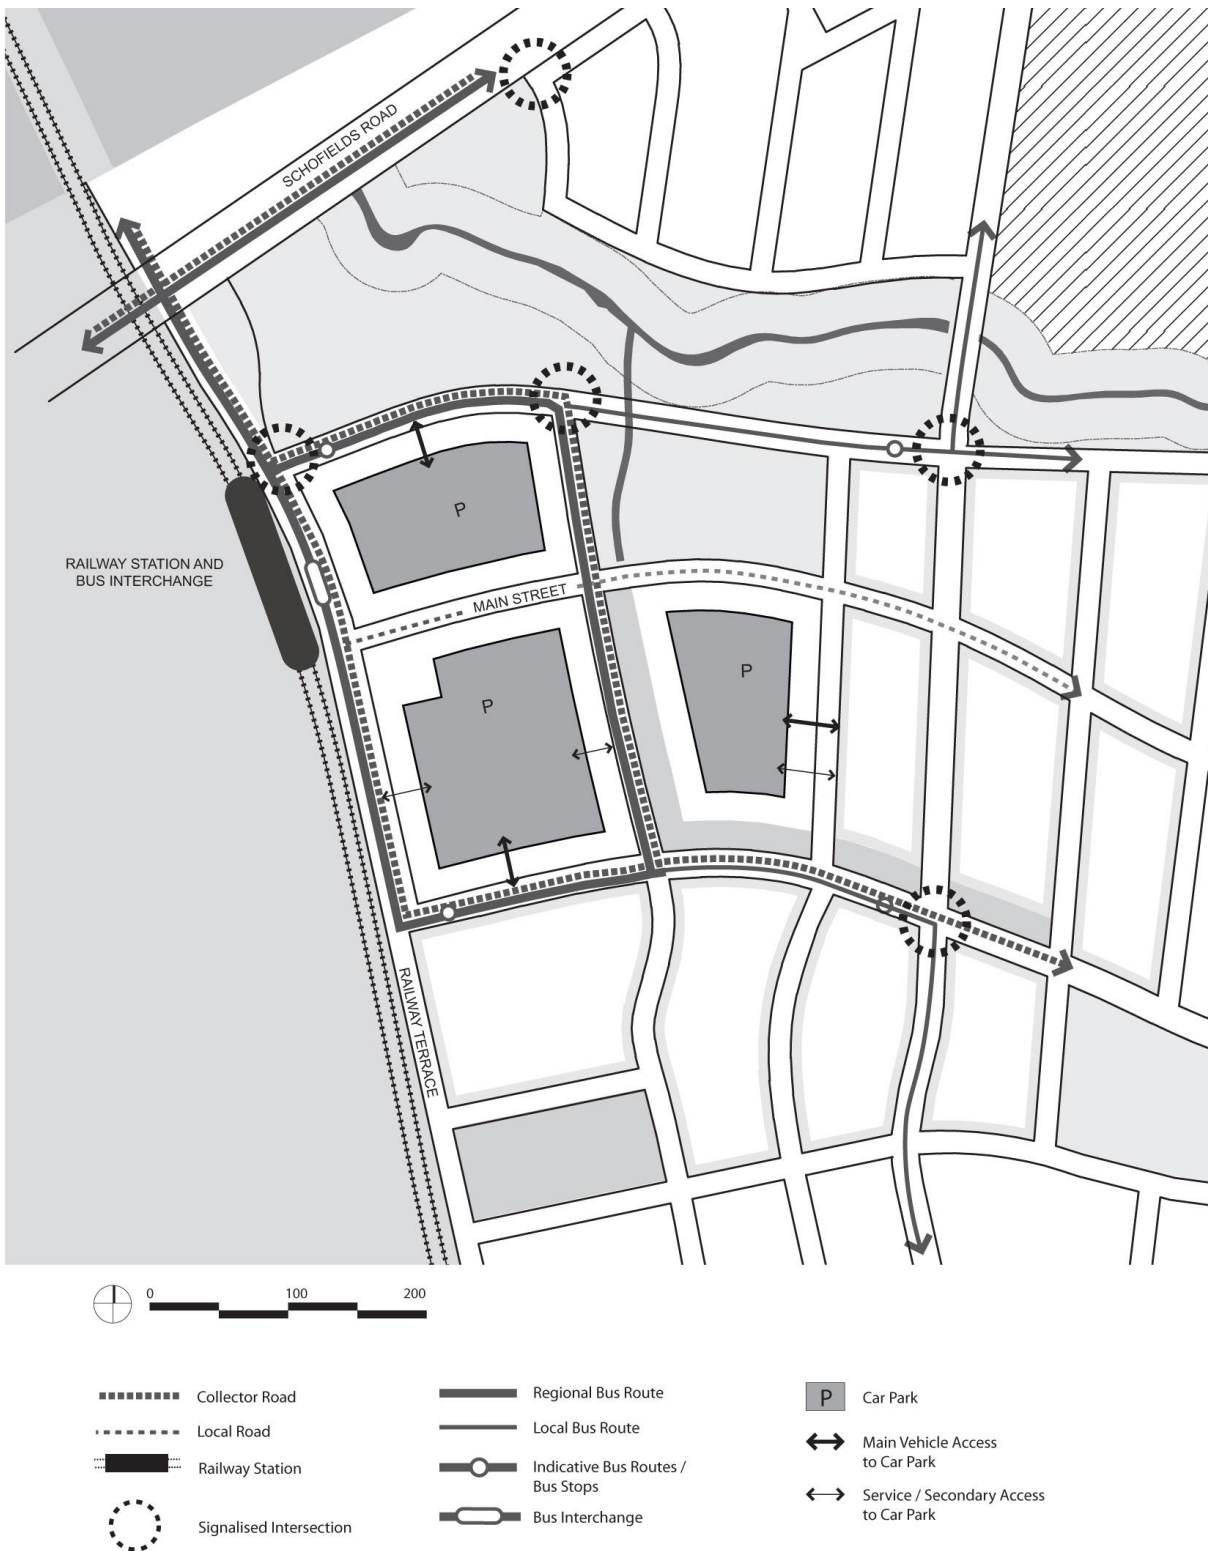 SCHOFIELDS ROAD
P
RAILWAY STATION AND
BUS INTERCHANGE
MAIN STREET
P
P
RAILWAY TERRACE
0 100 200
Collector Road
Local Road
Railway Station
Signalised Intersection
Regional Bus Route
Local Bus Route
Indicative Bus Routes /
Bus Stops
Bus Interchange
P Car Park
Main Vehicle Access
to Car Park
Service / Secondary Access
to Car Park